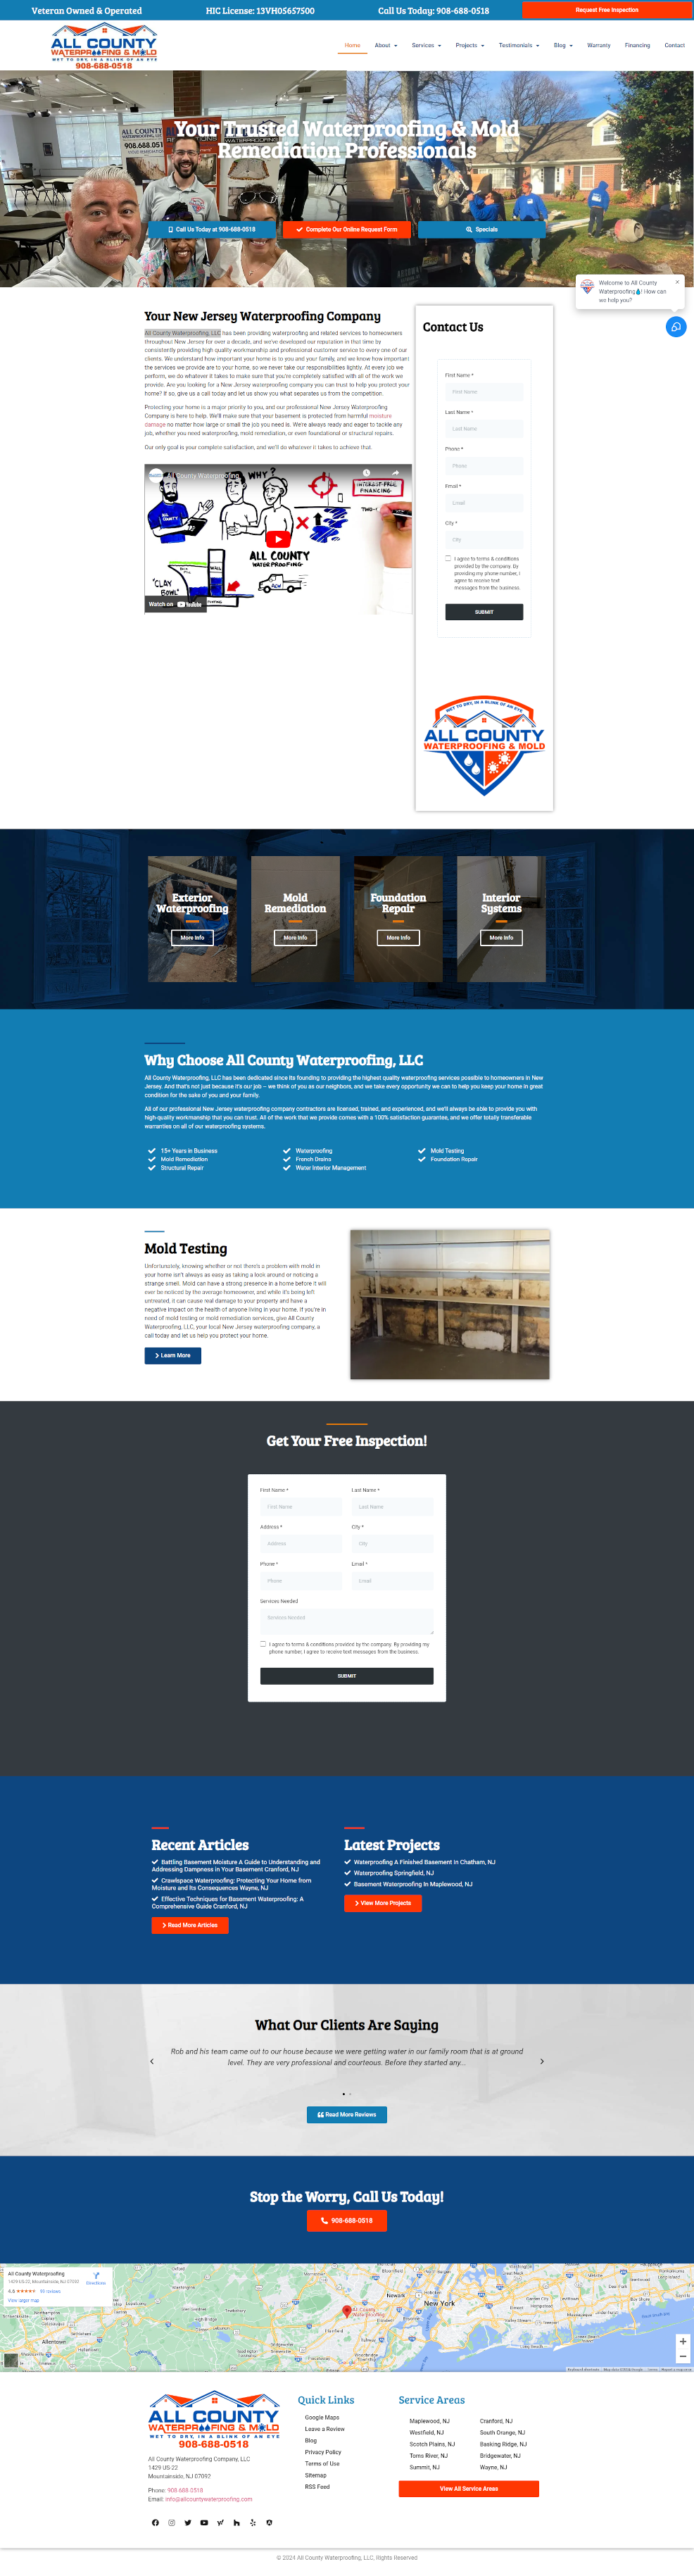 Veteran Owned & Operated
HIC License: 13VH05657500
Call Us Today: 908-688-0518
Request Free Inspection
ALL COUNTY
WATERPROOFING & MOLD
WET TO DRY, IN A BLINK OF AN EYE
908-688-0518
Home
About
Services
Projects
Testimonials
Blog
Warranty
Financing
Contact
Your Trusted Waterproofing & Mold
Remediation Professionals
Call Us Today at 908-688-0518
Complete Our Online Request Form
Specials
Welcome to All County
Waterproofing💧! How can
we help you?
Your New Jersey Waterproofing Company
All County Waterproofing, LLC has been providing waterproofing and related services to homeowners
throughout New Jersey for over a decade, and we've developed our reputation in that time by
consistently providing high quality workmanship and professional customer service to every one of our
clients. We understand how important your home is to you and your family, and we know how important
the services we provide are to your home, so we never take our responsibilities lightly. At every job we
perform, we do whatever it takes to make sure that you're completely satisfied with all of the work we
provide. Are you looking for a New Jersey waterproofing company you can trust to help you protect your
home? If so, give us a call today and let us show you what separates us from the competition.
Protecting your home is a major priority to you, and our professional New Jersey Waterproofing
Company is here to help. We'll make sure that your basement is protected from harmful moisture
damage no matter how large or small the job you need it. We're always ready and eager to tackle any
job, whether you need waterproofing, mold remediation, or even foundational or structural repairs.
Our only goal is your complete satisfaction, and we'll do whatever it takes to achieve that.
All County Waterproofing
WHY?
INTEREST-FREE
FINANCING
ALL COUNTY
WATERPROOFING
"CLAY
BOWL"
Watch on YouTube
Contact Us
First Name *
First Name
Last Name *
Last Name
Phone *
Phone
Email *
Email
City *
City
I agree to terms & conditions
provided by the company. By
providing my phone number, I
agree to receive text
messages from the business.
SUBMIT
WET TO DRY, IN A BLINK OF AN EYE
ALL COUNTY
WATERPROOFING & MOLD
Exterior
Waterproofing
More Info
Mold
Remediation
More Info
Foundation
Repair
More Info
Interior
Systems
More Info
Why Choose All County Waterproofing, LLC
All County Waterproofing, LLC has been dedicated since its founding to providing the highest quality waterproofing services possible to homeowners in New
Jersey. And that's not just because it's our job – we think of you as our neighbors, and we take every opportunity we can to help you keep your home in great
condition for the sake of you and your family.
All of our professional New Jersey waterproofing company contractors are licensed, trained, and experienced, and we'll always be able to provide you with
high-quality workmanship that you can trust. All of the work that we provide comes with a 100% satisfaction guarantee, and we offer totally transferable
warranties on all of our waterproofing systems.
15+ Years in Business
Waterproofing
Mold Testing
Mold Remediation
French Drains
Foundation Repair
Structural Repair
Water Interior Management
Mold Testing
Unfortunately, knowing whether or not there's a problem with mold in
your home isn't always as easy as taking a look around or noticing a
strange smell. Mold can have a strong presence in a home before it will
ever be noticed by the average homeowner, and while it's being left
untreated, it can cause real damage to your property and have a
negative impact on the health of anyone living in your home. If you're in
need of mold testing or mold remediation services, give All County
Waterproofing, LLC, your local New Jersey waterproofing company, a
call today and let us help you protect your home.
Learn More
Get Your Free Inspection!
First Name *
Last Name *
First Name
Last Name
Address *
City *
Address
City
Phone *
Email *
Phone
Email
Services Needed
Services Needed
I agree to terms & conditions provided by the company. By providing my
phone number, I agree to receive text messages from the business.
SUBMIT
Recent Articles
Battling Basement Moisture A Guide to Understanding and
Addressing Dampness in Your Basement Cranford, NJ
Crawlspace Waterproofing: Protecting Your Home from
Moisture and Its Consequences Wayne, NJ
Effective Techniques for Basement Waterproofing: A
Comprehensive Guide Cranford, NJ
Read More Articles
Latest Projects
Waterproofing A Finished Basement In Chatham, NJ
Waterproofing Springfield, NJ
Basement Waterproofing In Maplewood, NJ
View More Projects
What Our Clients Are Saying
Rob and his team came out to our house because we were getting water in our family room that is at ground
level. They are very professional and courteous. Before they started any...
Read More Reviews
Stop the Worry, Call Us Today!
908-688-0518
All County Waterproofing
1429 US-22, Mountainside, NJ 07092
Directions
4.6
View larger map
Allentown
Newark
New York
All County
Waterproofing
ALL COUNTY
WATERPROOFING & MOLD
WET TO DRY, IN A BLINK OF AN EYE
908-688-0518
All County Waterproofing Company, LLC
1429 US-22
Mountainside, NJ 07092
Phone: 908-688-0518
Email: info@allcountywaterproofing.com
Quick Links
Google Maps
Leave a Review
Blog
Privacy Policy
Terms of Use
Sitemap
RSS Feed
Service Areas
Maplewood, NJ
Westfield, NJ
Scotch Plains, NJ
Toms River, NJ
Summit, NJ
Cranford, NJ
South Orange, NJ
Basking Ridge, NJ
Bridgewater, NJ
Wayne, NJ
View All Service Areas
© 2024 All County Waterproofing, LLC, Rights Reserved